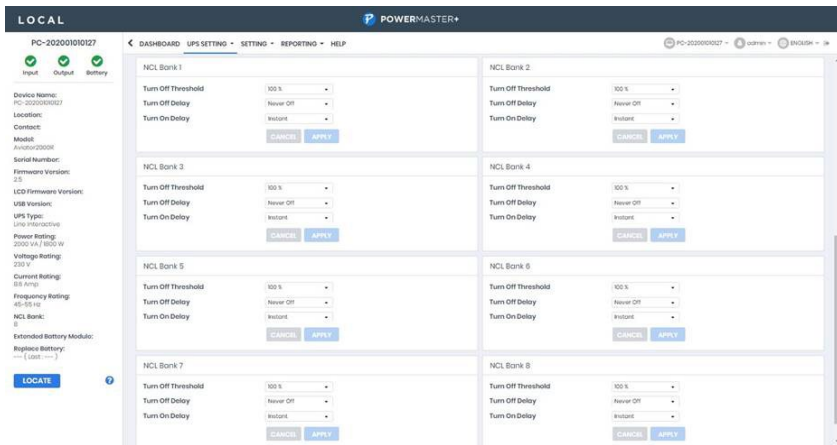 LOCAL
POWERMASTER+
PC-202001010127
DASHBOARD UPS SETTING SETTING REPORTING HELP
PC-202001010127 admin ENGLISH
Input Output Battery
Device Name:
PC-202001010127
Location:
Contact:
Model:
Aviator2000R
Serial Number:
Firmware Version:
2.5
LCD Firmware Version:
USB Version:
UPS Type:
Line Interactive
Power Rating:
2000 VA / 1800 W
Voltage Rating:
230 V
Current Rating:
8.6 Amp
Frequency Rating:
45-55 Hz
NCL Bank:
8
Extended Battery Module:
Replace Battery:
--- ( Last : --- )
LOCATE
?
NCL Bank 1
Turn Off Threshold 100 %
Turn Off Delay Never Off
Turn On Delay Instant
CANCEL APPLY
NCL Bank 2
Turn Off Threshold 100 %
Turn Off Delay Never Off
Turn On Delay Instant
CANCEL APPLY
NCL Bank 3
Turn Off Threshold 100 %
Turn Off Delay Never Off
Turn On Delay Instant
CANCEL APPLY
NCL Bank 4
Turn Off Threshold 100 %
Turn Off Delay Never Off
Turn On Delay Instant
CANCEL APPLY
NCL Bank 5
Turn Off Threshold 100 %
Turn Off Delay Never Off
Turn On Delay Instant
CANCEL APPLY
NCL Bank 6
Turn Off Threshold 100 %
Turn Off Delay Never Off
Turn On Delay Instant
CANCEL APPLY
NCL Bank 7
Turn Off Threshold 100 %
Turn Off Delay Never Off
Turn On Delay Instant
CANCEL APPLY
NCL Bank 8
Turn Off Threshold 100 %
Turn Off Delay Never Off
Turn On Delay Instant
CANCEL APPLY